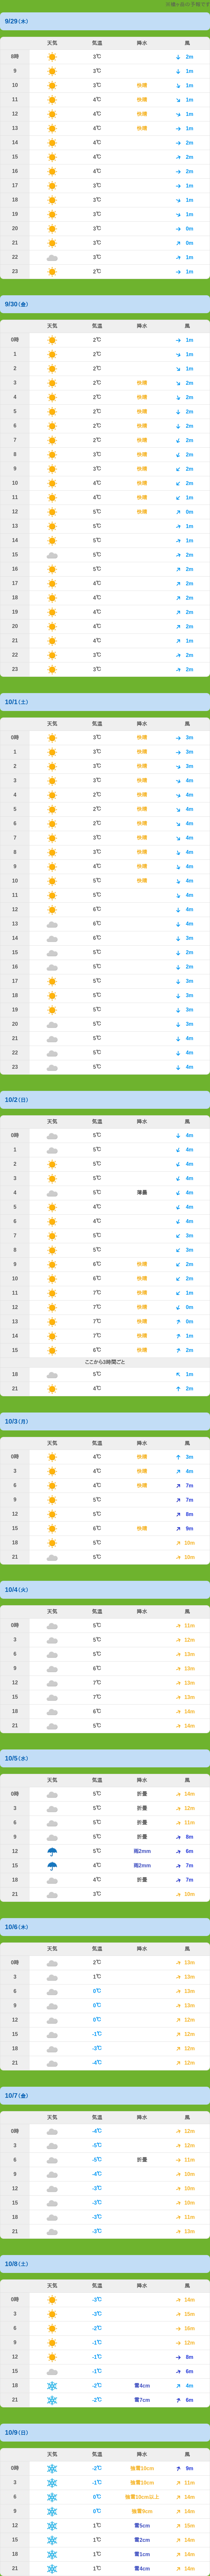 9/29（木）
天気 気温 降水 風
8時 3℃ 2m
9 3℃ 1m
10 3℃ 快晴 1m
11 4℃ 快晴 1m
12 4℃ 快晴 1m
13 4℃ 快晴 1m
14 4℃ 2m
15 4℃ 2m
16 4℃ 2m
17 3℃ 1m
18 3℃ 1m
19 3℃ 1m
20 3℃ 0m
21 3℃ 0m
22 3℃ 1m
23 2℃ 1m
9/30（金）
天気 気温 降水 風
0時 2℃ 1m
1 2℃ 1m
2 2℃ 1m
3 2℃ 快晴 2m
4 2℃ 快晴 2m
5 2℃ 快晴 2m
6 2℃ 快晴 2m
7 2℃ 快晴 2m
8 3℃ 快晴 2m
9 3℃ 快晴 2m
10 4℃ 快晴 2m
11 4℃ 快晴 1m
12 5℃ 快晴 0m
13 5℃ 1m
14 5℃ 1m
15 5℃ 2m
16 5℃ 2m
17 4℃ 2m
18 4℃ 2m
19 4℃ 2m
20 4℃ 2m
21 4℃ 1m
22 3℃ 2m
23 3℃ 2m
10/1（土）
天気 気温 降水 風
0時 3℃ 快晴 3m
1 3℃ 快晴 3m
2 3℃ 快晴 3m
3 3℃ 快晴 4m
4 2℃ 快晴 4m
5 2℃ 快晴 4m
6 2℃ 快晴 4m
7 3℃ 快晴 4m
8 3℃ 快晴 4m
9 4℃ 快晴 4m
10 5℃ 快晴 4m
11 5℃ 4m
12 6℃ 4m
13 6℃ 4m
14 6℃ 3m
15 5℃ 2m
16 5℃ 2m
17 5℃ 3m
18 5℃ 3m
19 5℃ 3m
20 5℃ 3m
21 5℃ 4m
22 5℃ 4m
23 5℃ 4m
10/2（日）
天気 気温 降水 風
0時 5℃ 4m
1 5℃ 4m
2 5℃ 4m
3 5℃ 4m
4 5℃ 薄曇 4m
5 4℃ 4m
6 4℃ 4m
7 5℃ 3m
8 5℃ 3m
9 6℃ 快晴 2m
10 6℃ 快晴 2m
11 7℃ 快晴 1m
12 7℃ 快晴 0m
13 7℃ 快晴 0m
14 7℃ 快晴 1m
15 6℃ 快晴 2m
ここから3時間ごと
18 5℃ 1m
21 4℃ 2m
10/3（月）
天気 気温 降水 風
0時 4℃ 快晴 3m
3 4℃ 快晴 4m
6 4℃ 快晴 7m
9 5℃ 7m
12 5℃ 8m
15 6℃ 快晴 9m
18 5℃ 10m
21 5℃ 10m
10/4（火）
天気 気温 降水 風
0時 5℃ 11m
3 5℃ 12m
6 5℃ 13m
9 6℃ 13m
12 7℃ 13m
15 7℃ 13m
18 6℃ 14m
21 5℃ 14m
10/5（水）
天気 気温 降水 風
0時 5℃ 折曇 14m
3 5℃ 折曇 12m
6 5℃ 折曇 11m
9 5℃ 折曇 8m
12 5℃ 雨2mm 6m
15 4℃ 雨2mm 7m
18 4℃ 折曇 7m
21 3℃ 10m
10/6（木）
天気 気温 降水 風
0時 2℃ 13m
3 1℃ 13m
6 0℃ 13m
9 0℃ 13m
12 0℃ 12m
15 -1℃ 12m
18 -3℃ 12m
21 -4℃ 12m
10/7（金）
天気 気温 降水 風
0時 -4℃ 12m
3 -5℃ 12m
6 -5℃ 折曇 11m
9 -4℃ 10m
12 -3℃ 10m
15 -3℃ 10m
18 -3℃ 11m
21 -3℃ 13m
10/8（土）
天気 気温 降水 風
0時 -3℃ 14m
3 -3℃ 15m
6 -2℃ 16m
9 -1℃ 12m
12 -1℃ 8m
15 -1℃ 6m
18 -2℃ 雪4cm 4m
21 -2℃ 雪7cm 6m
10/9（日）
天気 気温 降水 風
0時 -2℃ 強雪10cm 9m
3 -1℃ 強雪10cm 11m
6 0℃ 強雪10cm以上 14m
9 0℃ 強雪9cm 14m
12 1℃ 雪5cm 15m
15 1℃ 雪2cm 14m
18 1℃ 雪1cm 14m
21 1℃ 雪4cm 14m